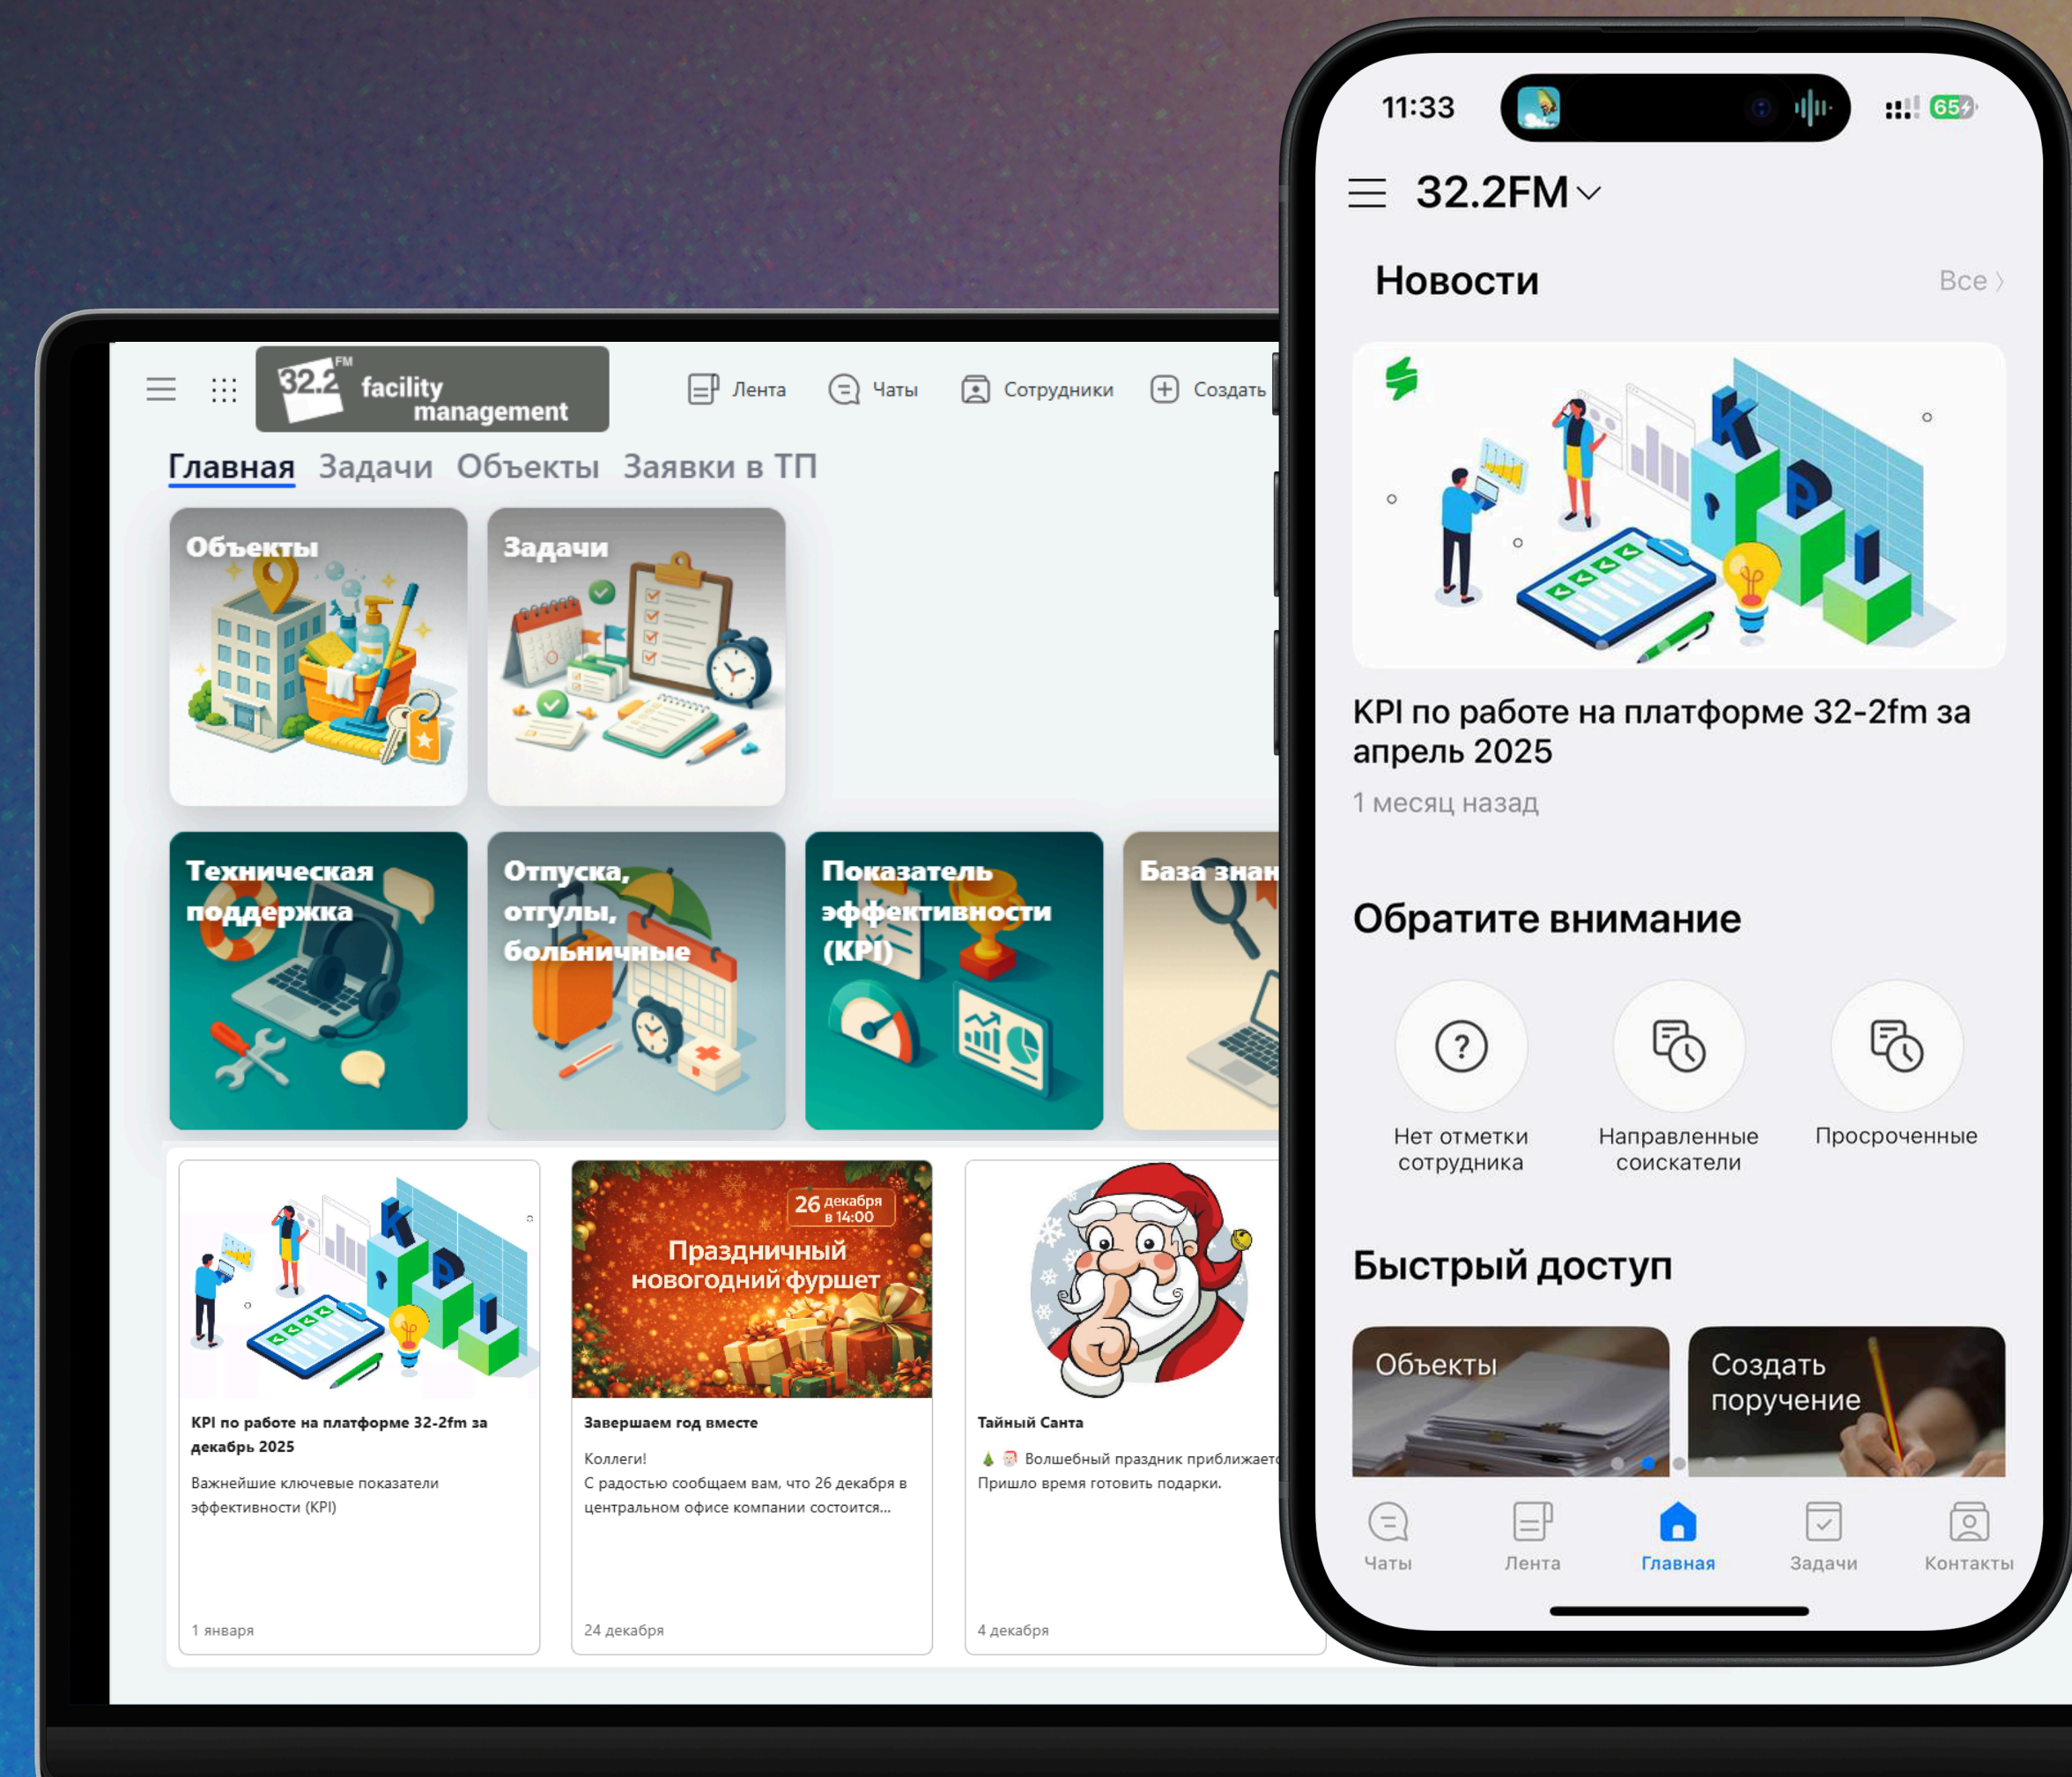 32.2 FM
facility
management
Лента
Чаты
Сотрудники
Создать
Главная
Задачи
Объекты
Заявки в ТП
Объекты
Задачи
Техническая
поддержка
Отпуска,
отгулы,
больничные
Показатель
эффективности
(KPI)
База
KPI
26 декабря
в 14:00
Праздничный
новогодний фуршет
KPI по работе на платформе 32-2fm за
декабрь 2025
Важнейшие ключевые показатели
эффективности (KPI)
1 января
Завершаем год вместе
Коллеги!
С радостью сообщаем вам, что 26 декабря в
центральном офисе компании состоится...
24 декабря
Тайный Санта
🎄 🎅 Волшебный праздник
Пришло время готовить подарки.
4 декабря
11:33
65
32.2FM
Новости
Все
KPI
KPI по работе на платформе 32-2fm за
апрель 2025
1 месяц назад
Обратите внимание
?
Нет отметки
сотрудника
Направленные
соискатели
Просроченные
Быстрый доступ
Объекты
Создать
поручение
Чаты
Лента
Главная
Задачи
Контакты